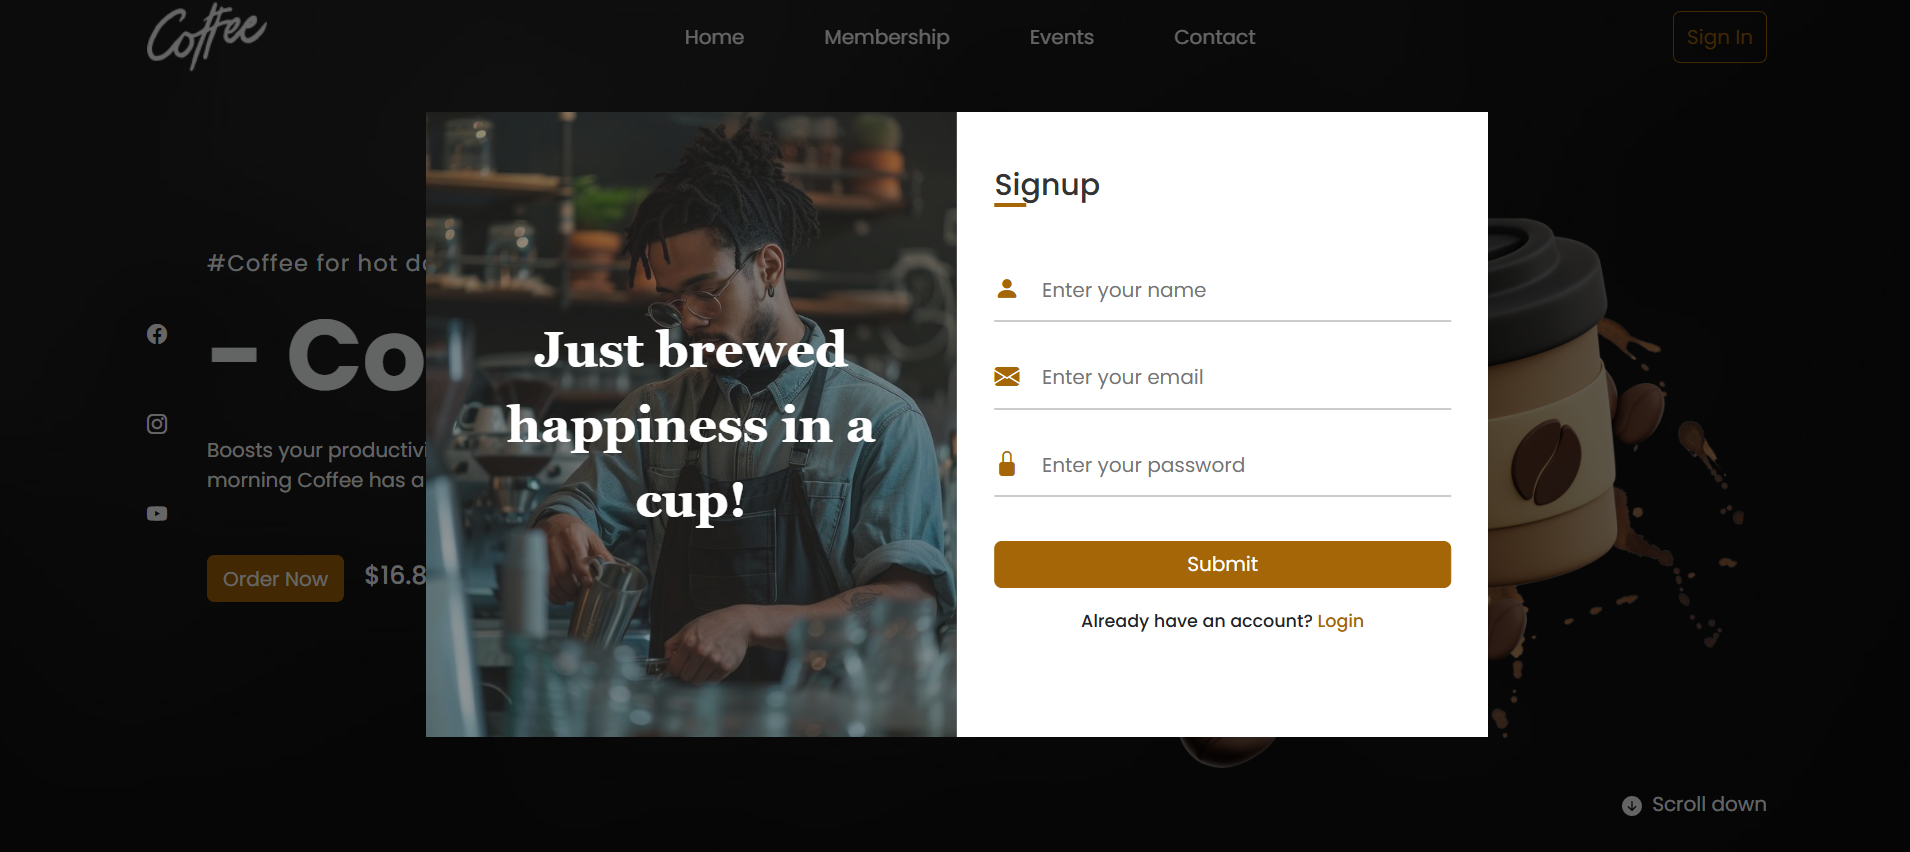 Coffee
Home
Membership
Events
Contact
Sign In
#Coffee for hot
- Co
Boosts your
morning Coffee has a
Order Now
$16.8
Just brewed
happiness in a
cup!
Signup
Enter your name
Enter your email
Enter your password
Submit
Already have an account? Login
Scroll down